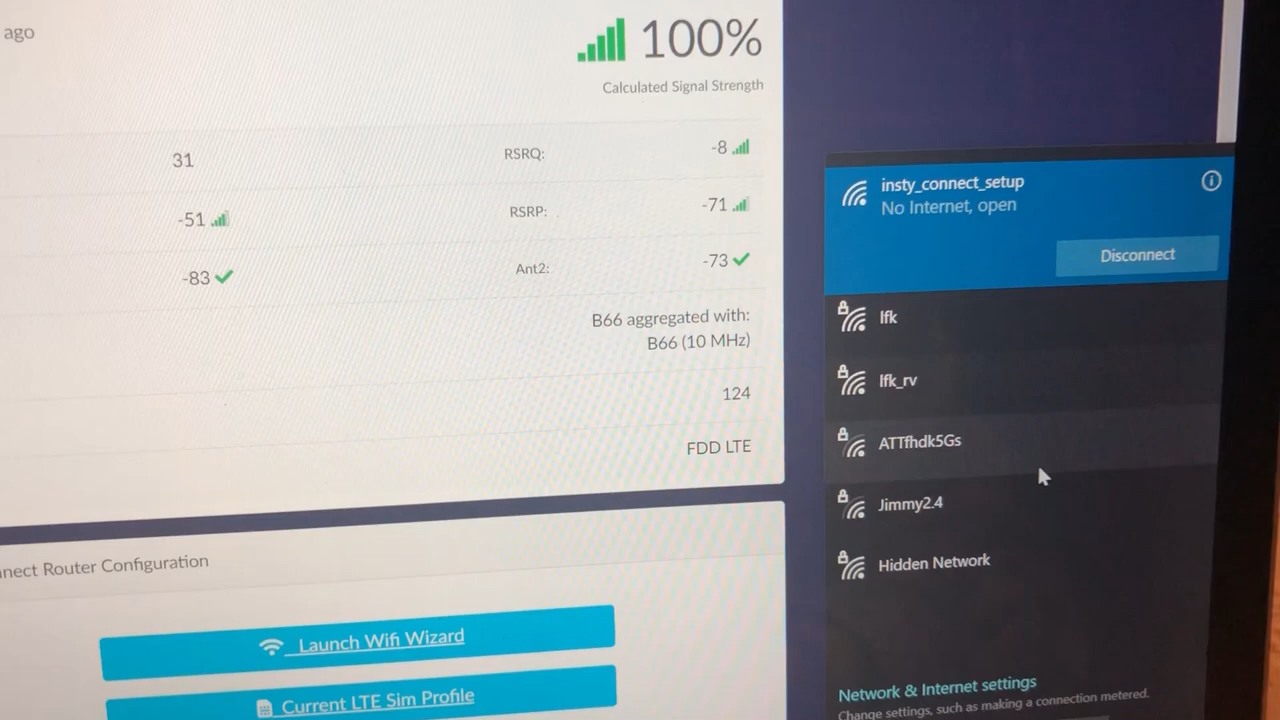 ago
100%
Calculated Signal Strength
31
RSRQ:
-8
-51
RSRP:
-71
-83
Ant2:
-73
B66 aggregated with:
B66 (10 MHz)
124
FDD LTE
nnect Router Configuration
Launch Wifi Wizard
Current LTE Sim Profile
insty_connect_setup
No Internet, open
Disconnect
lfk
lfk_rv
ATTfhdk5Gs
Jimmy2.4
Hidden Network
Network & Internet settings
Change settings, such as making a connection metered.